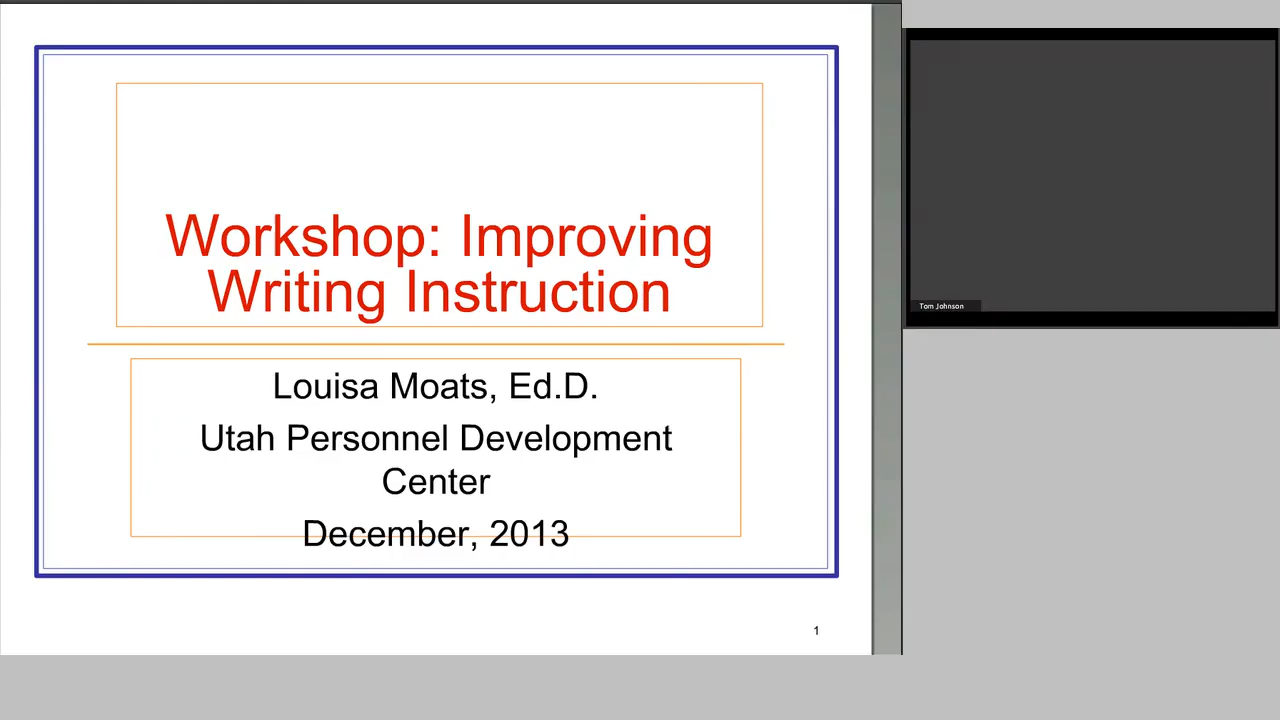 Workshop: Improving
Writing Instruction
Louisa Moats, Ed.D.
Utah Personnel Development
Center
December, 2013
1
Tom Johnson